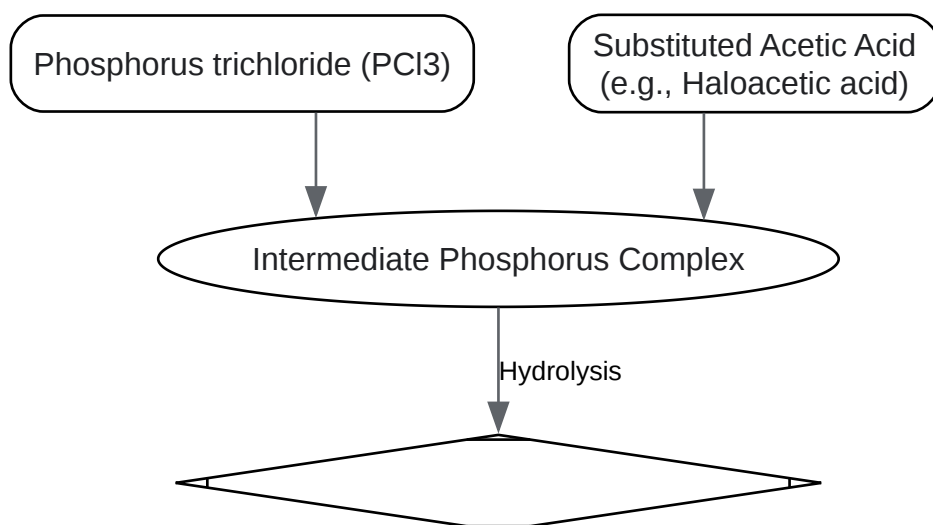 Phosphorus trichloride (PCl3)
Substituted Acetic Acid
(e.g., Haloacetic acid)
Intermediate Phosphorus Complex
Hydrolysis